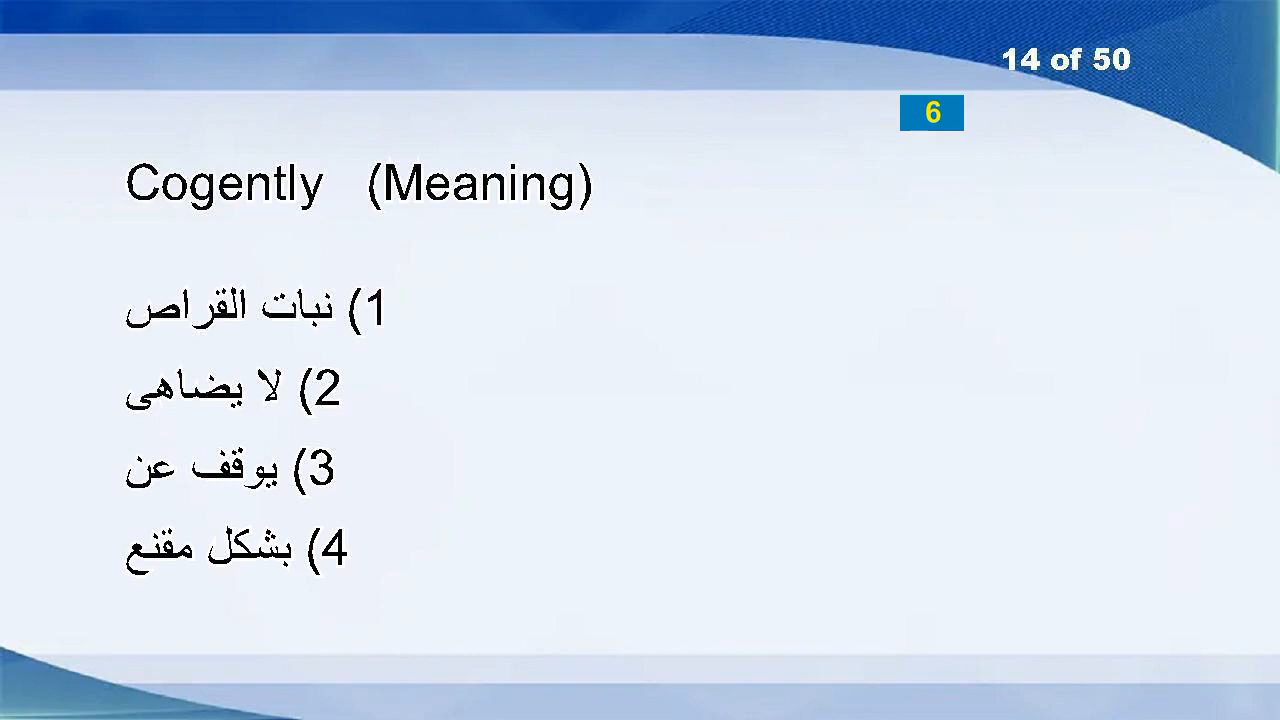 14 of 50
6
Cogently (Meaning)
1) نبات القراص
2) لا يضاهى
3) يوقف عن
4) بشكل مقنع